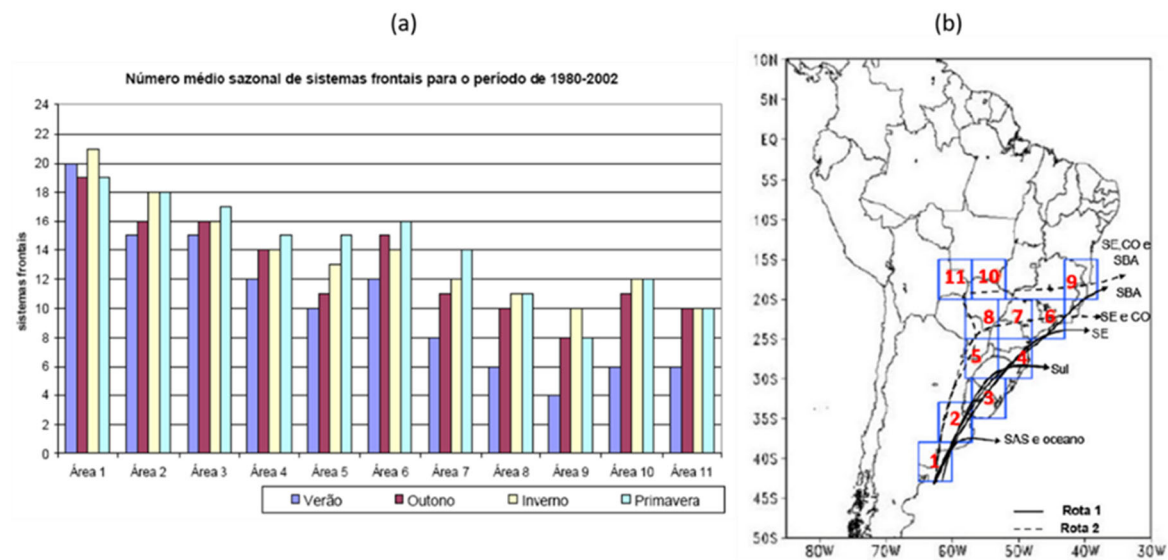 (a)
Número médio sazonal de sistemas frontais para o período de 1980-2002
sistemas frontais
24
22
20
18
16
14
12
10
8
6
4
2
0
Área 1 Área 2 Área 3 Área 4 Área 5 Área 6 Área 7 Área 8 Área 9 Área 10 Área 11
Verão Outono Inverno Primavera
(b)
10N
5N
EQ
5S
10S
15S
20S
25S
30S
35S
40S
45S
50S
SE,CO e
SBA
11 10 9
SBA
8 7 6
SE e CO
SE
5 4
Sul
3
2
SAS e oceano
1
Rota 1
Rota 2
80W 70W 60W 50W 40W 30W